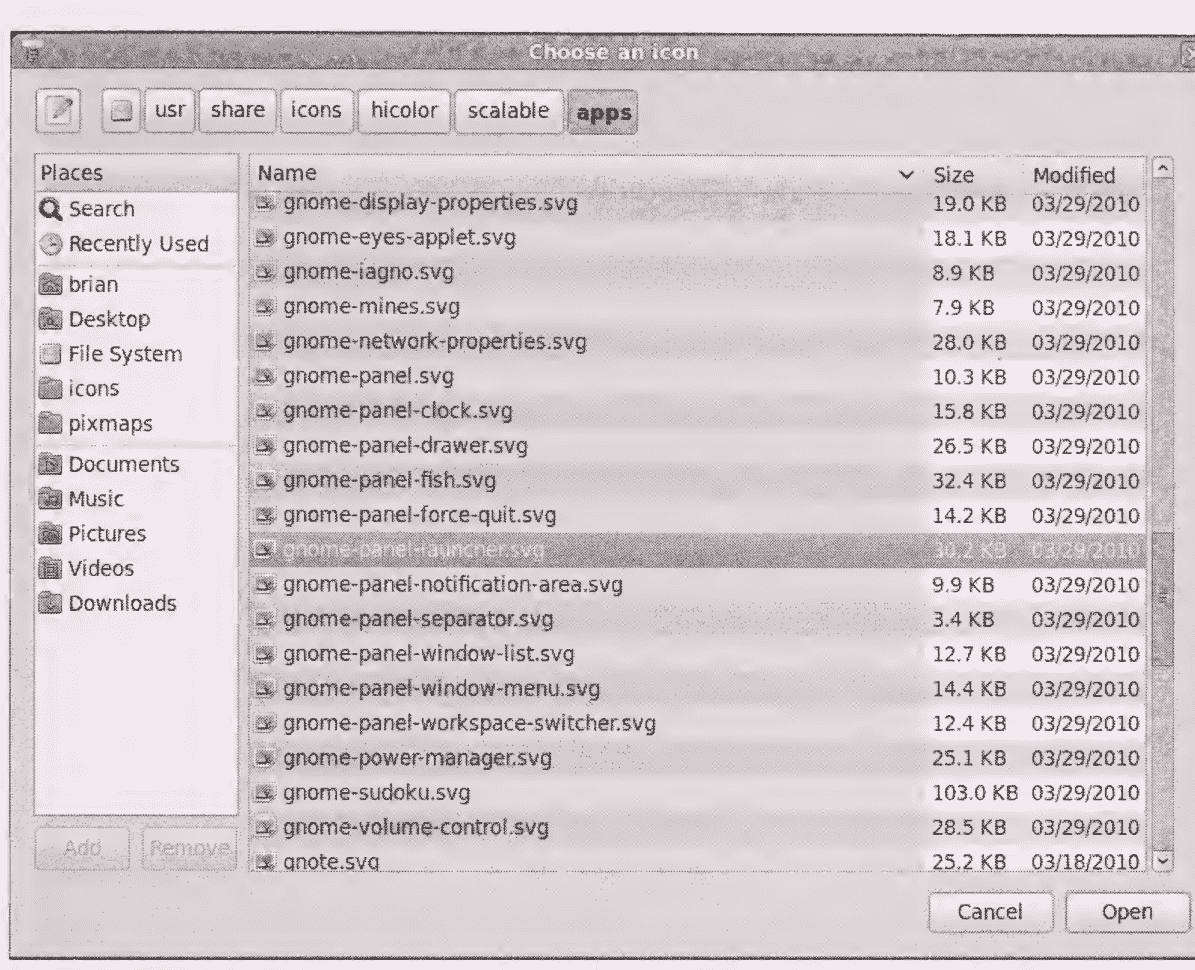 Choose an icon
usr share icons hicolor scalable apps
Places
Search
Recently Used
brian
Desktop
File System
icons
pixmaps
Documents
Music
Pictures
Videos
Downloads
Add Remove
Name Size Modified
gnome-display-properties.svg 19.0 KB 03/29/2010
gnome-eyes-applet.svg 18.1 KB 03/29/2010
gnome-iagno.svg 8.9 KB 03/29/2010
gnome-mines.svg 7.9 KB 03/29/2010
gnome-network-properties.svg 28.0 KB 03/29/2010
gnome-panel.svg 10.3 KB 03/29/2010
gnome-panel-clock.svg 15.8 KB 03/29/2010
gnome-panel-drawer.svg 26.5 KB 03/29/2010
gnome-panel-fish.svg 32.4 KB 03/29/2010
gnome-panel-force-quit.svg 14.2 KB 03/29/2010
gnome-panel-launcher.svg 30.2 KB 03/29/2010
gnome-panel-notification-area.svg 9.9 KB 03/29/2010
gnome-panel-separator.svg 3.4 KB 03/29/2010
gnome-panel-window-list.svg 12.7 KB 03/29/2010
gnome-panel-window-menu.svg 14.4 KB 03/29/2010
gnome-panel-workspace-switcher.svg 12.4 KB 03/29/2010
gnome-power-manager.svg 25.1 KB 03/29/2010
gnome-sudoku.svg 103.0 KB 03/29/2010
gnome-volume-control.svg 28.5 KB 03/29/2010
gnote.svg 25.2 KB 03/18/2010
Cancel Open